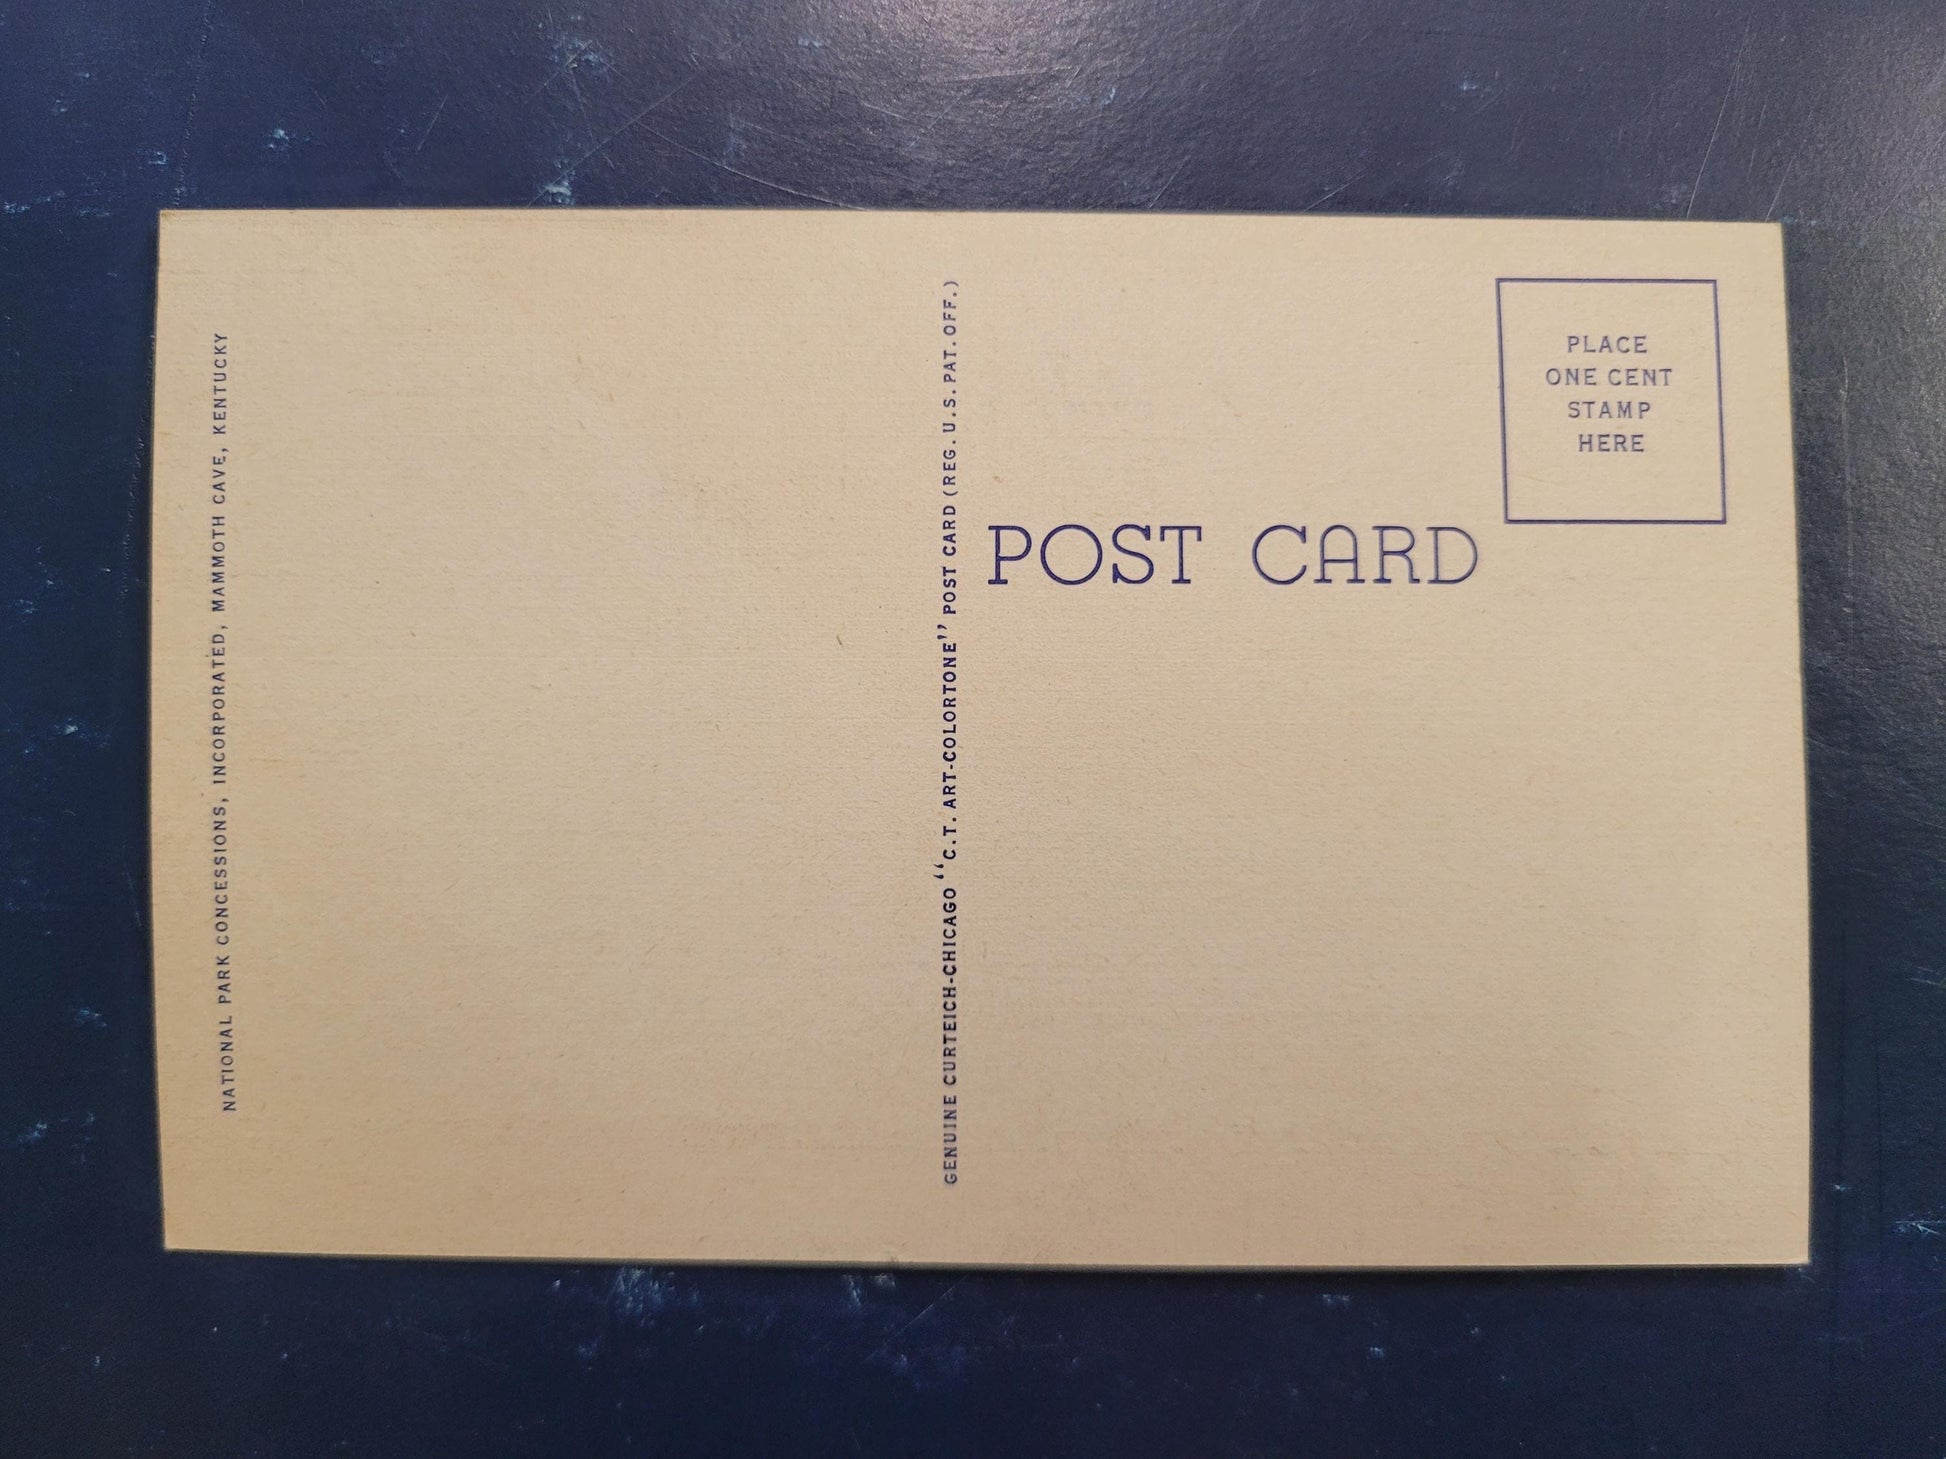 NATIONAL PARK CONCESSIONS, INCORPORATED, MAMMOTH CAVE, KENTUCKY
GENUINE CURTEICH-CHICAGO "C.T. ART-COLORTONE" POST CARD (REG. U.S. PAT. OFF.)
POST CARD
PLACE
ONE CENT
STAMP
HERE